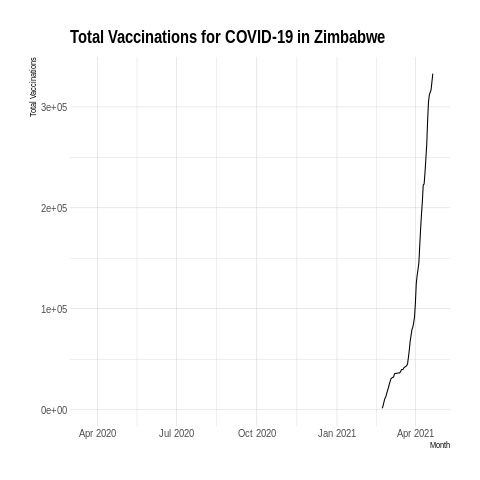 Total Vaccinations for COVID-19 in Zimbabwe
Total Vaccinations
3e+05
2e+05
1e+05
0e+00
Apr 2020 Jul 2020 Oct 2020 Jan 2021 Apr 2021
Month